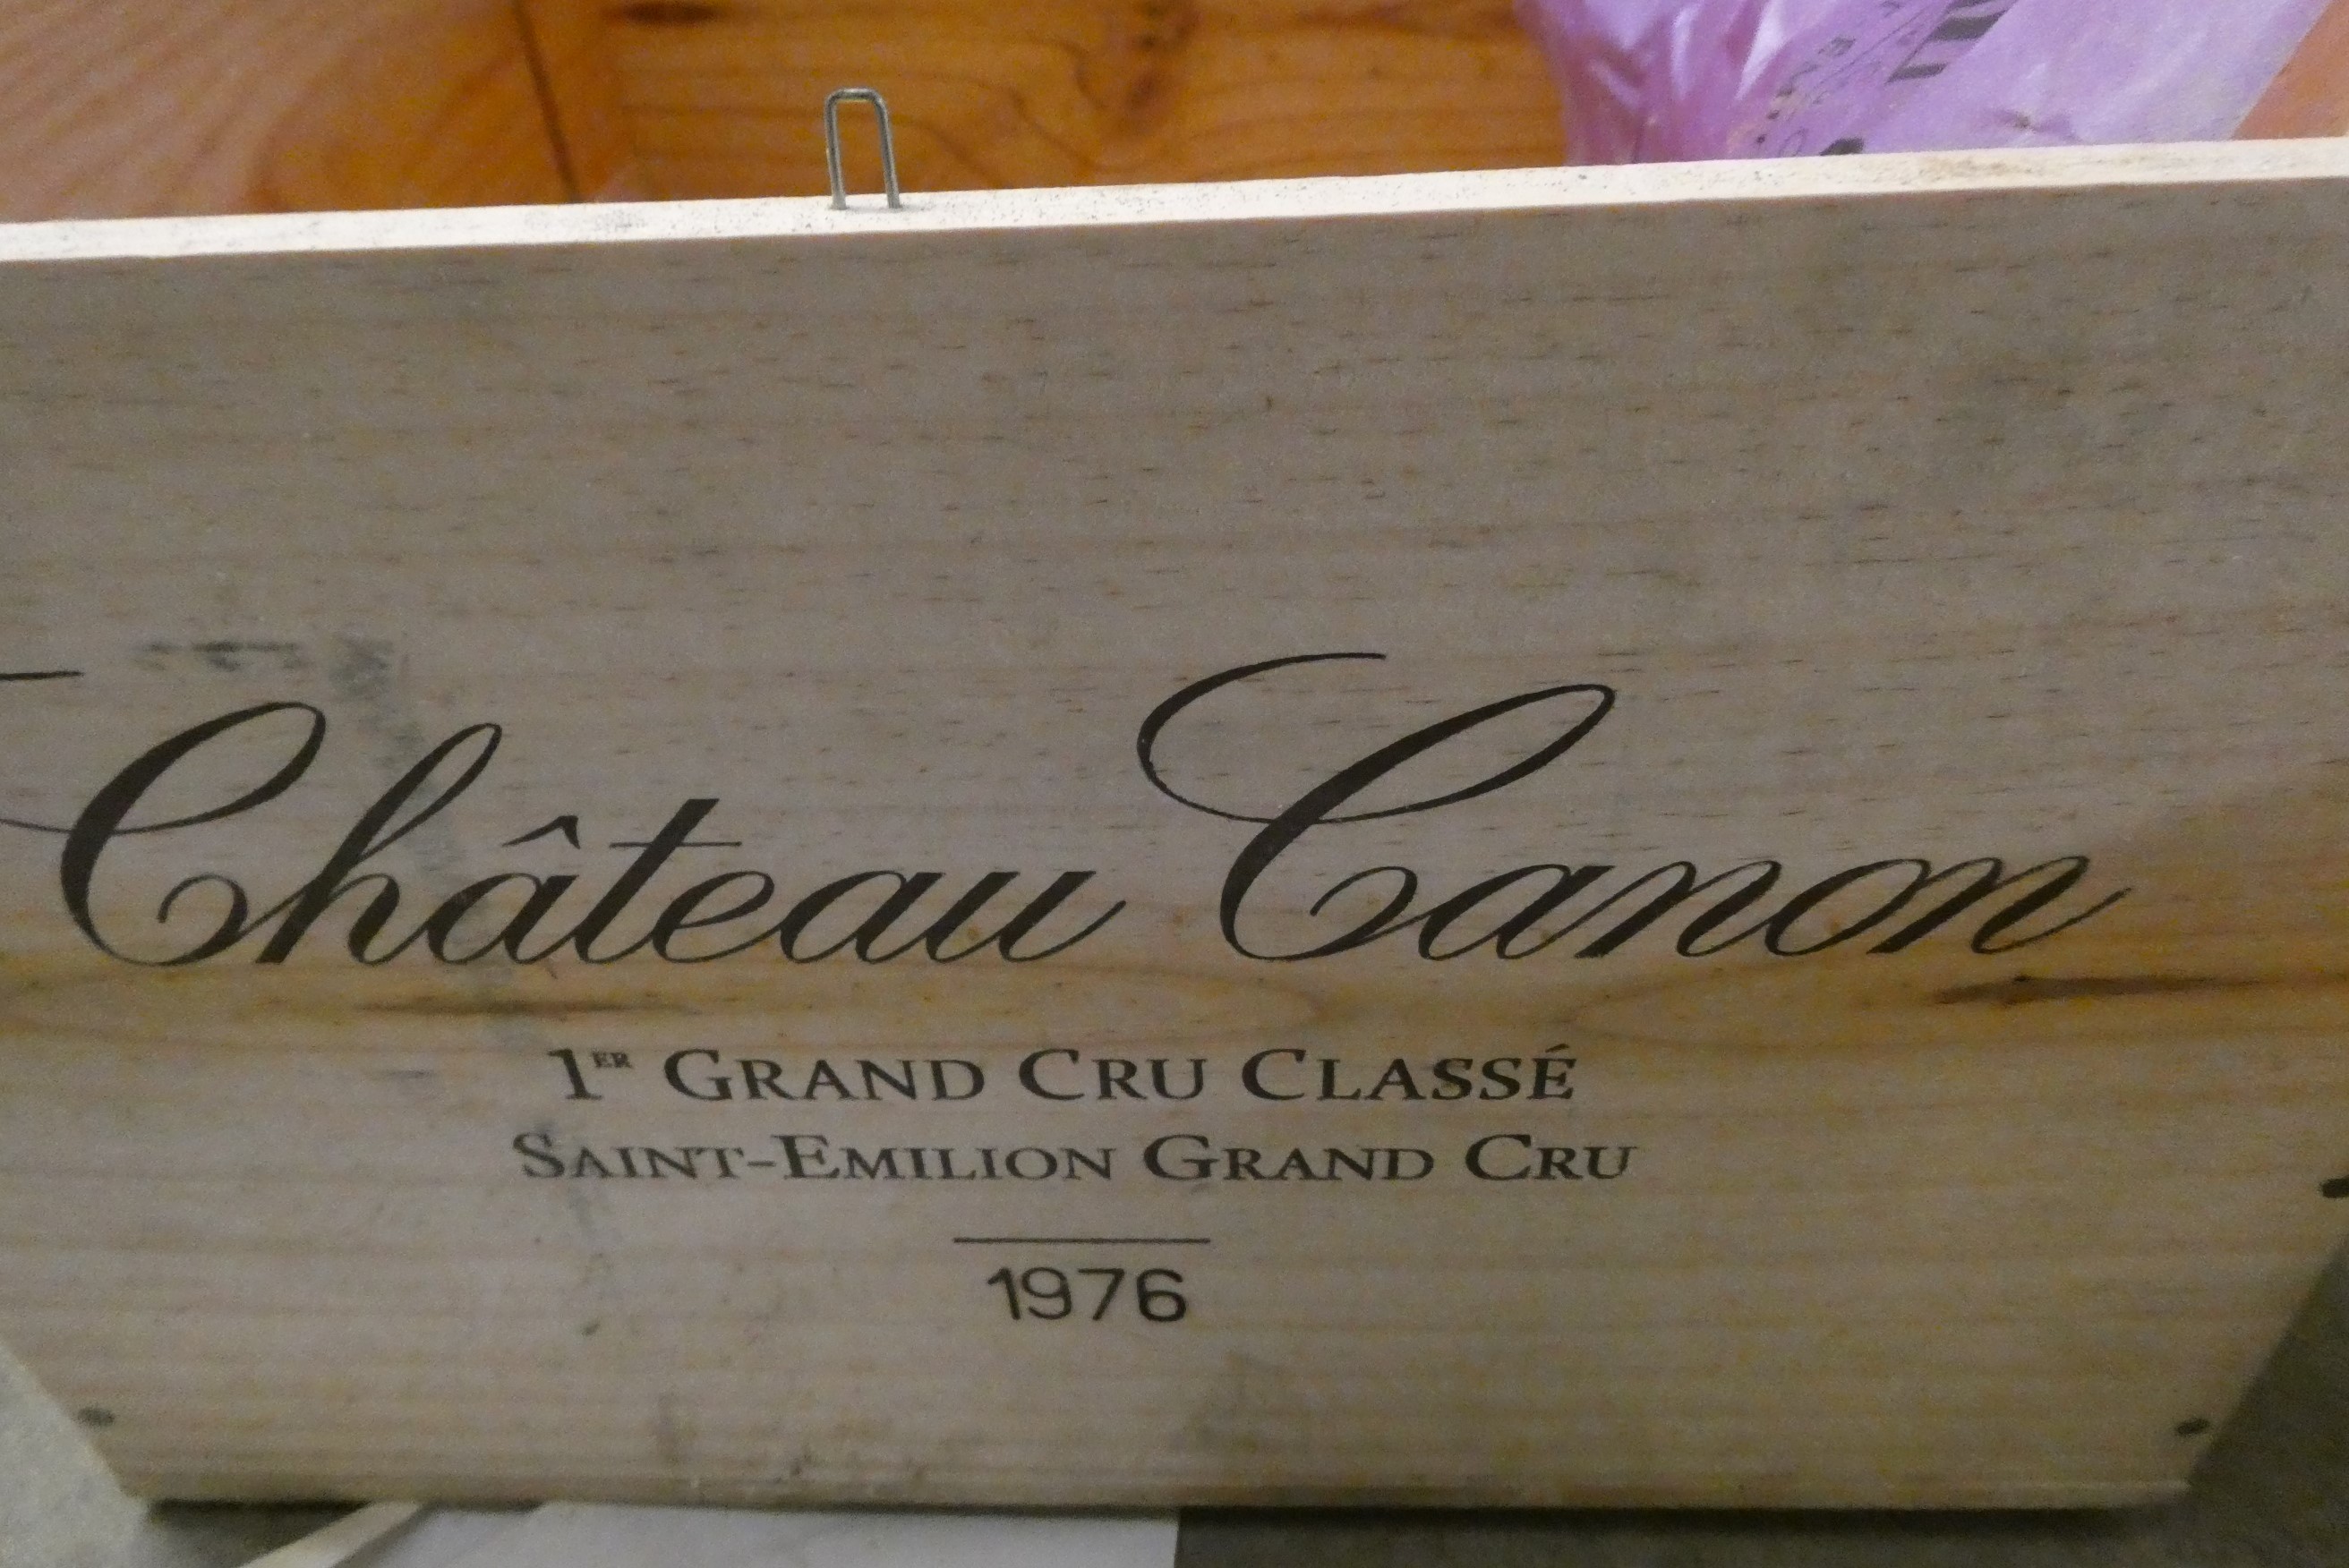 Château Canon
1ER GRAND CRU CLASSÉ
SAINT-EMILION GRAND CRU
1976